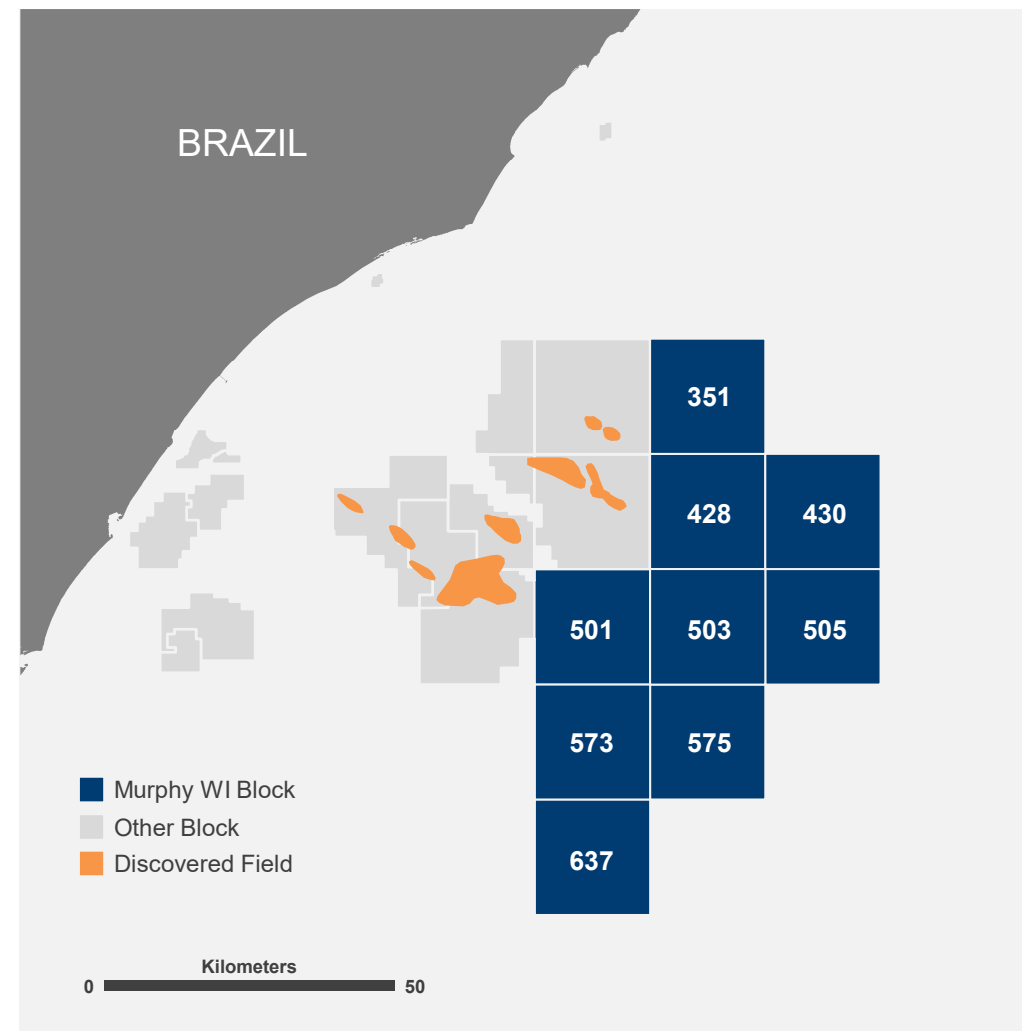 BRAZIL
351
428 430
501 503 505
573 575
637
Murphy WI Block
Other Block
Discovered Field
Kilometers
0 50